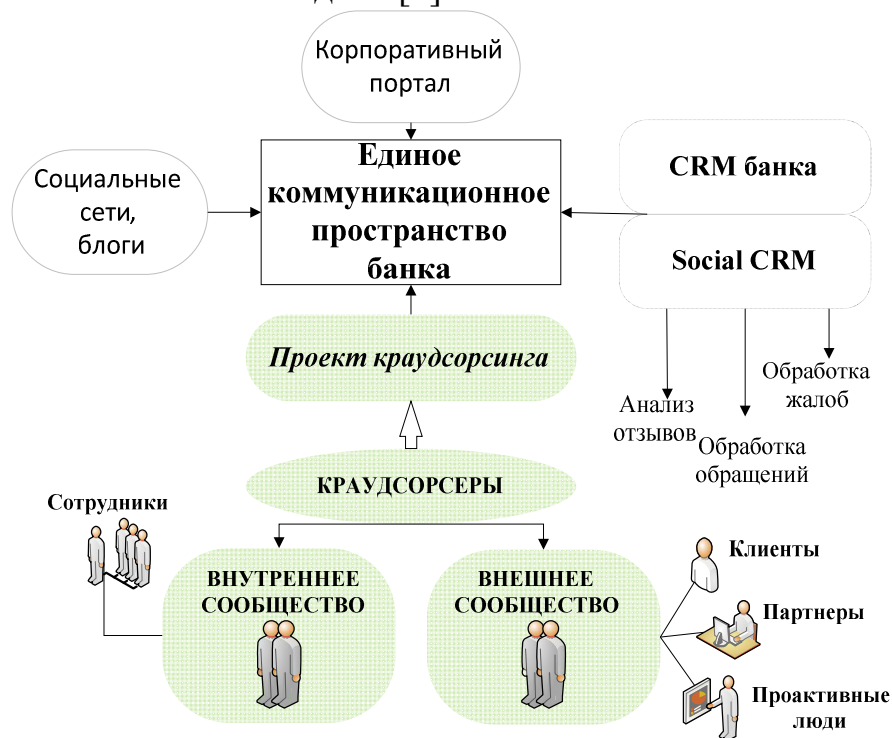 Корпоративный
портал
Единое
коммуникационное
пространство
банка
Социальные
сети,
блоги
CRM банка
Social CRM
Проект краудсорсинга
Обработка
жалоб
Анализ
отзывов
Обработка
обращений
КРАУДСОРСЕРЫ
Сотрудники
ВНУТРЕННЕЕ
СООБЩЕСТВО
ВНЕШНЕЕ
СООБЩЕСТВО
Клиенты
Партнеры
Проактивные
люди